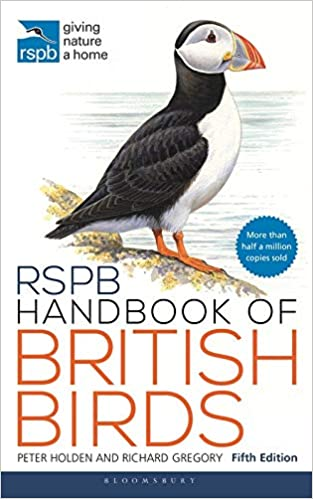 rspb
giving
nature
a home
More than
half a million
copies sold
RSPB
HANDBOOK OF
BRITISH
BIRDS
PETER HOLDEN AND RICHARD GREGORY Fifth Edition
BLOOMSBURY